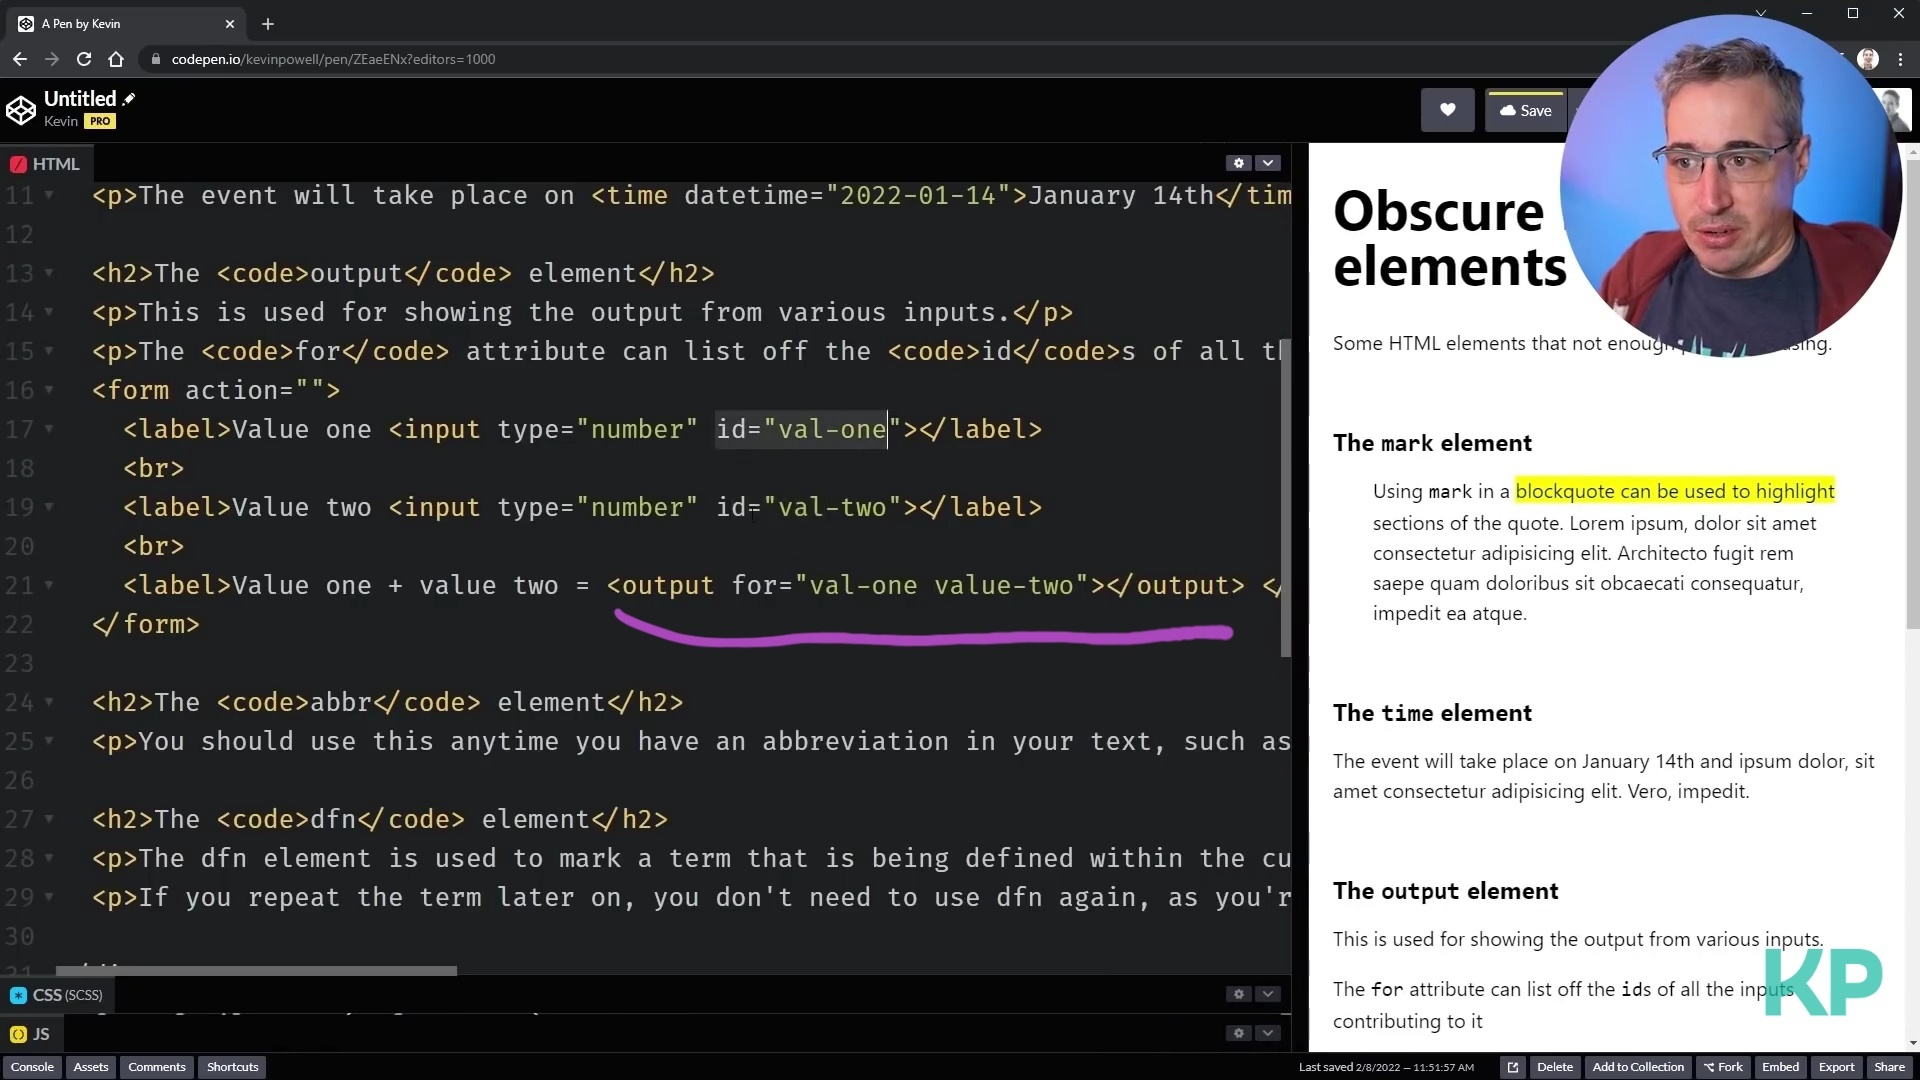 A Pen by Kevin
codepen.io/kevinpowell/pen/ZEaeENx?editors=1000
Untitled
Kevin PRO
Save
HTML
11 <p>The event will take place on <time datetime="2022-01-14">January 14th</tim
12
13 <h2>The <code>output</code> element</h2>
14 <p>This is used for showing the output from various inputs.</p>
15 <p>The <code>for</code> attribute can list off the <code>id</code>s of all th
16 <form action="">
17 <label>Value one <input type="number" id="val-one"></label>
18 <br>
19 <label>Value two <input type="number" id="val-two"></label>
20 <br>
21 <label>Value one + value two = <output for="val-one value-two"></output> </
22 </form>
23
24 <h2>The <code>abbr</code> element</h2>
25 <p>You should use this anytime you have an abbreviation in your text, such as
26
27 <h2>The <code>dfn</code> element</h2>
28 <p>The dfn element is used to mark a term that is being defined within the cu
29 <p>If you repeat the term later on, you don't need to use dfn again, as you'r
30
CSS (SCSS)
JS
Obscure
elements
Some HTML elements that not enough using.
The mark element
Using mark in a blockquote can be used to highlight
sections of the quote. Lorem ipsum, dolor sit amet
consectetur adipisicing elit. Architecto fugit rem
saepe quam doloribus sit obcaecati consequatur,
impedit ea atque.
The time element
The event will take place on January 14th and ipsum dolor, sit
amet consectetur adipisicing elit. Vero, impedit.
The output element
This is used for showing the output from various inputs.
The for attribute can list off the ids of all the inputs
contributing to it
KP
Console Assets Comments Shortcuts
Last saved 2/8/2022 — 11:51:57 AM Delete Add to Collection Fork Embed Export Share